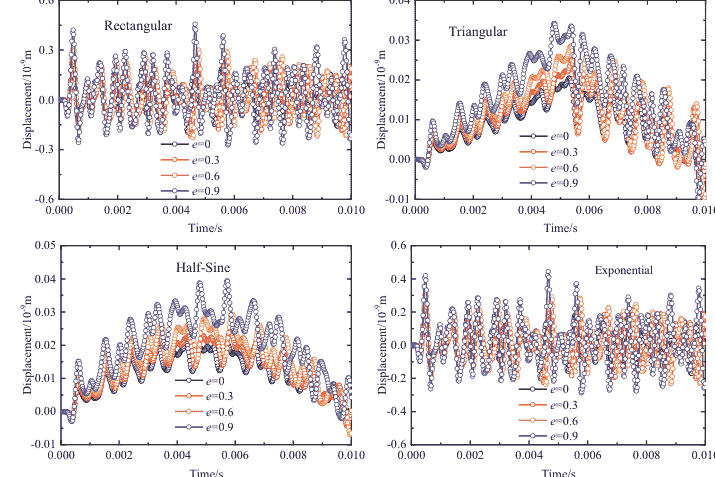 0.6
0.3
0.0
-0.3
-0.6
Displacement/10⁻⁹m
Rectangular
e=0
e=0.3
e=0.6
e=0.9
0.000 0.002 0.004 0.006 0.008 0.010
Time/s
0.04
0.03
0.02
0.01
0.00
-0.01
Displacement/10⁻⁹m
Triangular
e=0
e=0.3
e=0.6
e=0.9
0.000 0.002 0.004 0.006 0.008 0.010
Time/s
0.05
0.04
0.03
0.02
0.01
0.00
-0.01
Displacement/10⁻⁹m
Half-Sine
e=0
e=0.3
e=0.6
e=0.9
0.000 0.002 0.004 0.006 0.008 0.010
Time/s
0.6
0.4
0.2
0.0
-0.2
-0.4
-0.6
Displacement/10⁻⁹m
Exponential
e=0
e=0.3
e=0.6
e=0.9
0.000 0.002 0.004 0.006 0.008 0.010
Time/s